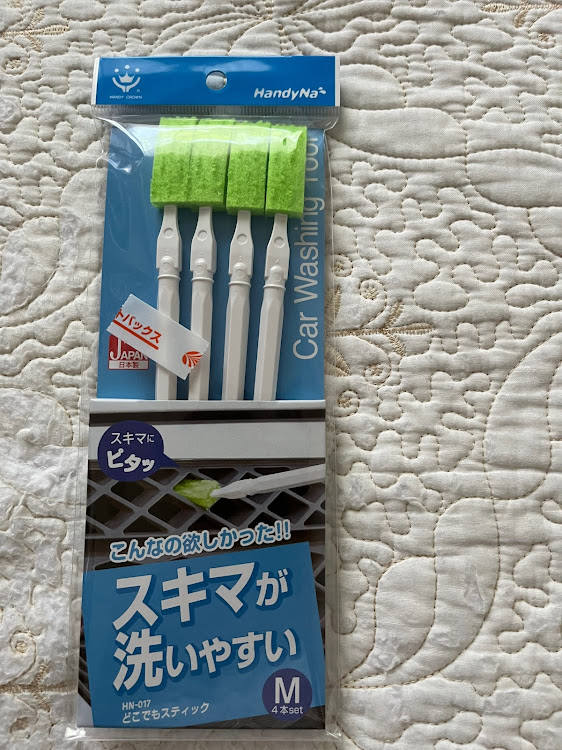 HANDY CROWN
HandyNa
Car Washing Tool
トバックス
JAPAN
日本製
スキマに
ピタッ
こんなの欲しかった!!
スキマが
洗いやすい
HN-017
どこでもスティック
M
4本set